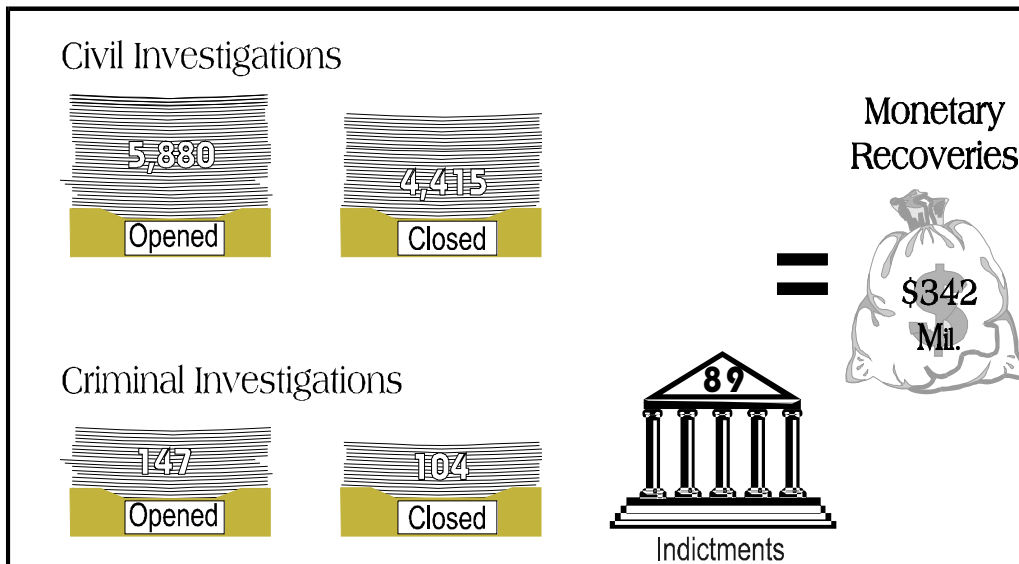 Civil Investigations
5,880
Opened
4,415
Closed
Monetary
Recoveries
=
$
$342
Mil.
Criminal Investigations
147
Opened
104
Closed
89
Indictments